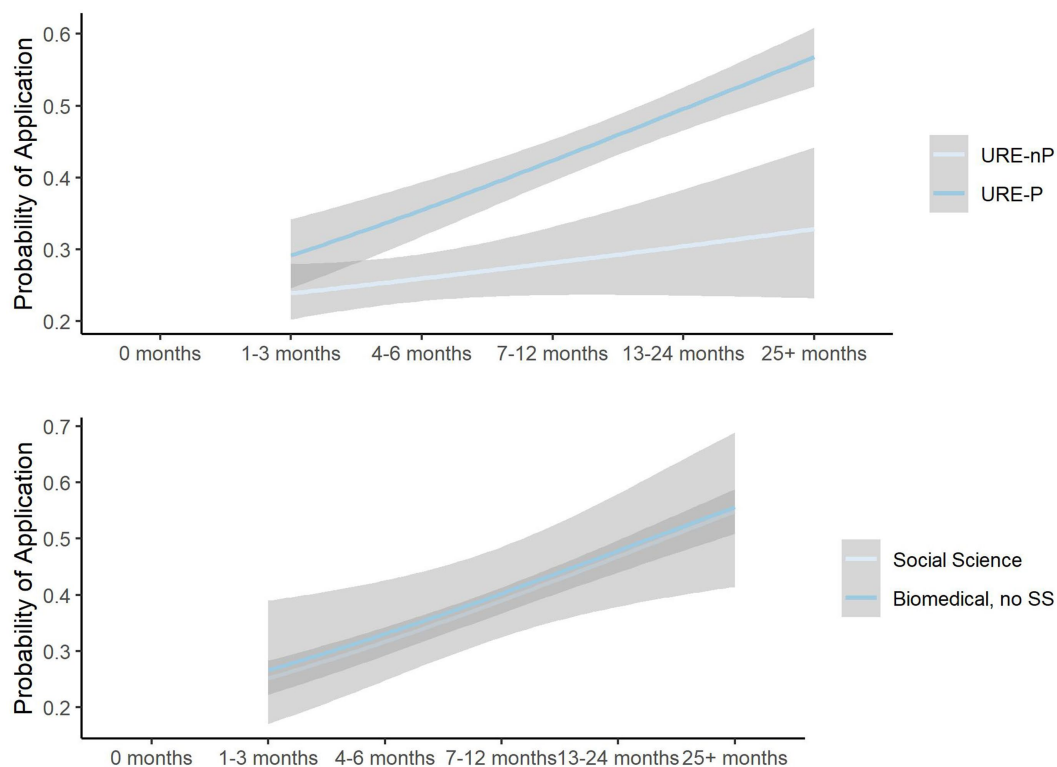 Probability of Application
0.6
0.5
0.4
0.3
0.2
0 months 1-3 months 4-6 months 7-12 months 13-24 months 25+ months
URE-nP
URE-P
Probability of Application
0.7
0.6
0.5
0.4
0.3
0.2
0 months 1-3 months 4-6 months 7-12 months 13-24 months 25+ months
Social Science
Biomedical, no SS